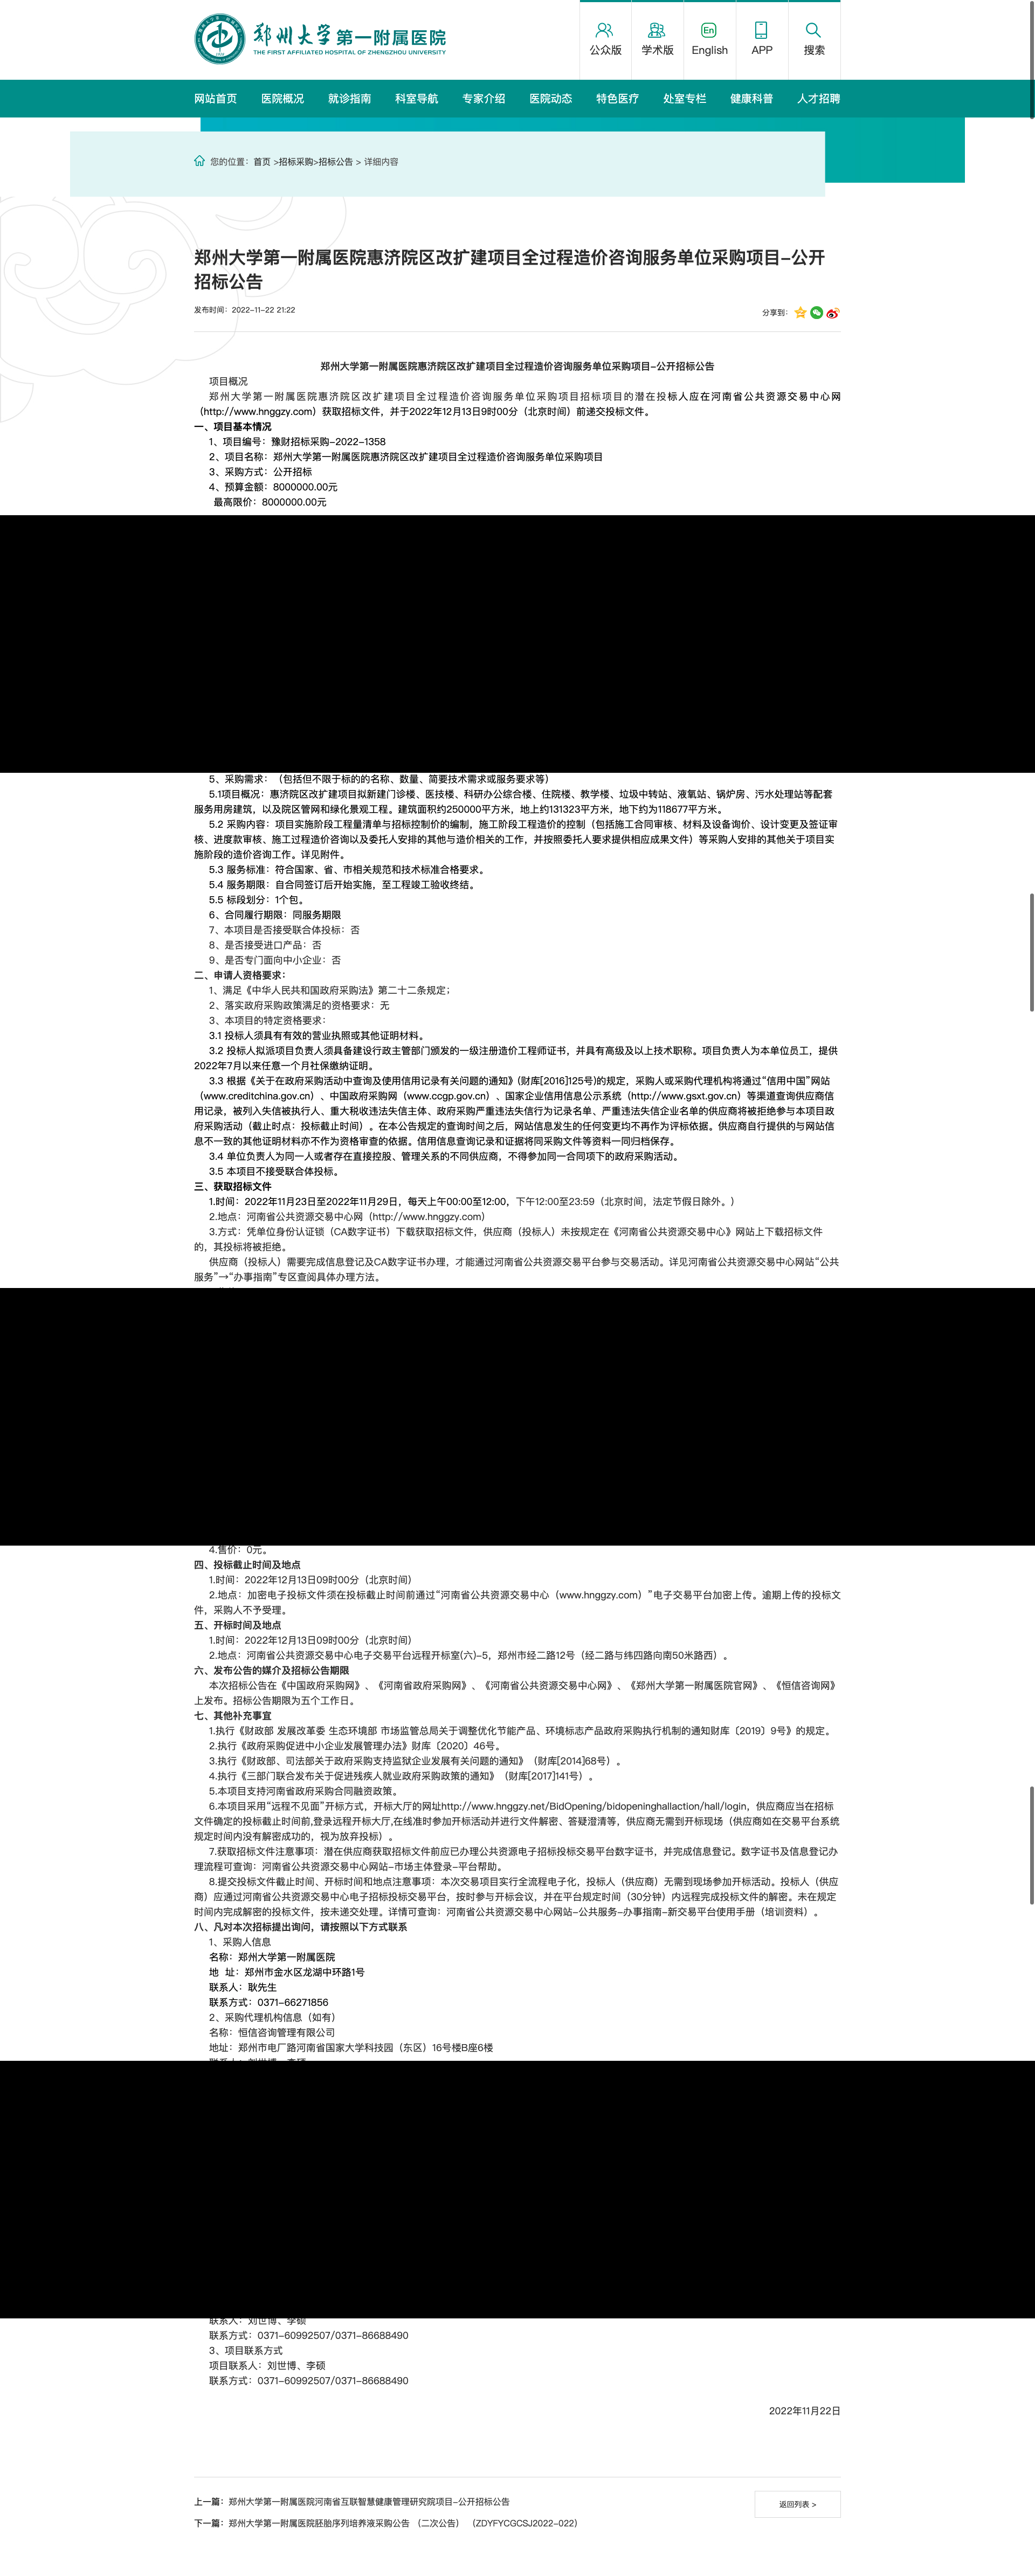 郑州大学第一附属医院
THE FIRST AFFILIATED HOSPITAL OF ZHENGZHOU UNIVERSITY
公众版
学术版
En
English
APP
搜索
网站首页 医院概况 就诊指南 科室导航 专家介绍 医院动态 特色医疗 处室专栏 健康科普 人才招聘
您的位置：首页 >招标采购>招标公告 > 详细内容
郑州大学第一附属医院惠济院区改扩建项目全过程造价咨询服务单位采购项目-公开
招标公告
发布时间：2022-11-22 21:22
分享到：
郑州大学第一附属医院惠济院区改扩建项目全过程造价咨询服务单位采购项目-公开招标公告
项目概况
郑州大学第一附属医院惠济院区改扩建项目全过程造价咨询服务单位采购项目招标项目的潜在投标人应在河南省公共资源交易中心网
（http://www.hnggzy.com）获取招标文件，并于2022年12月13日9时00分（北京时间）前递交投标文件。
一、项目基本情况
1、项目编号：豫财招标采购-2022-1358
2、项目名称：郑州大学第一附属医院惠济院区改扩建项目全过程造价咨询服务单位采购项目
3、采购方式：公开招标
4、预算金额：8000000.00元
最高限价：8000000.00元
5、采购需求：（包括但不限于标的的名称、数量、简要技术需求或服务要求等）
5.1项目概况：惠济院区改扩建项目拟新建门诊楼、医技楼、科研办公综合楼、住院楼、教学楼、垃圾中转站、液氧站、锅炉房、污水处理站等配套
服务用房建筑，以及院区管网和绿化景观工程。建筑面积约250000平方米，地上约131323平方米，地下约为118677平方米。
5.2 采购内容：项目实施阶段工程量清单与招标控制价的编制，施工阶段工程造价的控制（包括施工合同审核、材料及设备询价、设计变更及签证审
核、进度款审核、施工过程造价咨询以及委托人安排的其他与造价相关的工作，并按照委托人要求提供相应成果文件）等采购人安排的其他关于项目实
施阶段的造价咨询工作。详见附件。
5.3 服务标准：符合国家、省、市相关规范和技术标准合格要求。
5.4 服务期限：自合同签订后开始实施，至工程竣工验收终结。
5.5 标段划分：1个包。
6、合同履行期限：同服务期限
7、本项目是否接受联合体投标：否
8、是否接受进口产品：否
9、是否专门面向中小企业：否
二、申请人资格要求：
1、满足《中华人民共和国政府采购法》第二十二条规定；
2、落实政府采购政策满足的资格要求：无
3、本项目的特定资格要求：
3.1 投标人须具有有效的营业执照或其他证明材料。
3.2 投标人拟派项目负责人须具备建设行政主管部门颁发的一级注册造价工程师证书，并具有高级及以上技术职称。项目负责人为本单位员工，提供
2022年7月以来任意一个月社保缴纳证明。
3.3 根据《关于在政府采购活动中查询及使用信用记录有关问题的通知》(财库[2016]125号)的规定，采购人或采购代理机构将通过“信用中国”网站
（www.creditchina.gov.cn）、中国政府采购网（www.ccgp.gov.cn）、国家企业信用信息公示系统（http://www.gsxt.gov.cn）等渠道查询供应商信
用记录，被列入失信被执行人、重大税收违法失信主体、政府采购严重违法失信行为记录名单、严重违法失信企业名单的供应商将被拒绝参与本项目政
府采购活动（截止时点：投标截止时间）。在本公告规定的查询时间之后，网站信息发生的任何变更均不再作为评标依据。供应商自行提供的与网站信
息不一致的其他证明材料亦不作为资格审查的依据。信用信息查询记录和证据将同采购文件等资料一同归档保存。
3.4 单位负责人为同一人或者存在直接控股、管理关系的不同供应商，不得参加同一合同项下的政府采购活动。
3.5 本项目不接受联合体投标。
三、获取招标文件
1.时间：2022年11月23日至2022年11月29日，每天上午00:00至12:00，下午12:00至23:59（北京时间，法定节假日除外。）
2.地点：河南省公共资源交易中心网（http://www.hnggzy.com）
3.方式：凭单位身份认证锁（CA数字证书）下载获取招标文件，供应商（投标人）未按规定在《河南省公共资源交易中心》网站上下载招标文件
的，其投标将被拒绝。
供应商（投标人）需要完成信息登记及CA数字证书办理，才能通过河南省公共资源交易平台参与交易活动。详见河南省公共资源交易中心网站“公共
服务”→“办事指南”专区查阅具体办理方法。
4.售价：0元。
四、投标截止时间及地点
1.时间：2022年12月13日09时00分（北京时间）
2.地点：加密电子投标文件须在投标截止时间前通过“河南省公共资源交易中心（www.hnggzy.com）”电子交易平台加密上传。逾期上传的投标文
件，采购人不予受理。
五、开标时间及地点
1.时间：2022年12月13日09时00分（北京时间）
2.地点：河南省公共资源交易中心电子交易平台远程开标室(六)-5，郑州市经二路12号（经二路与纬四路向南50米路西）。
六、发布公告的媒介及招标公告期限
本次招标公告在《中国政府采购网》、《河南省政府采购网》、《河南省公共资源交易中心网》、《郑州大学第一附属医院官网》、《恒信咨询网》
上发布。招标公告期限为五个工作日。
七、其他补充事宜
1.执行《财政部 发展改革委 生态环境部 市场监管总局关于调整优化节能产品、环境标志产品政府采购执行机制的通知财库〔2019〕9号》的规定。
2.执行《政府采购促进中小企业发展管理办法》财库〔2020〕46号。
3.执行《财政部、司法部关于政府采购支持监狱企业发展有关问题的通知》（财库[2014]68号）。
4.执行《三部门联合发布关于促进残疾人就业政府采购政策的通知》（财库[2017]141号）。
5.本项目支持河南省政府采购合同融资政策。
6.本项目采用“远程不见面”开标方式，开标大厅的网址http://www.hnggzy.net/BidOpening/bidopeninghallaction/hall/login，供应商应当在招标
文件确定的投标截止时间前,登录远程开标大厅,在线准时参加开标活动并进行文件解密、答疑澄清等，供应商无需到开标现场（供应商如在交易平台系统
规定时间内没有解密成功的，视为放弃投标）。
7.获取招标文件注意事项：潜在供应商获取招标文件前应已办理公共资源电子招标投标交易平台数字证书，并完成信息登记。数字证书及信息登记办
理流程可查询：河南省公共资源交易中心网站-市场主体登录-平台帮助。
8.提交投标文件截止时间、开标时间和地点注意事项：本次交易项目实行全流程电子化，投标人（供应商）无需到现场参加开标活动。投标人（供应
商）应通过河南省公共资源交易中心电子招标投标交易平台，按时参与开标会议，并在平台规定时间（30分钟）内远程完成投标文件的解密。未在规定
时间内完成解密的投标文件，按未递交处理。详情可查询：河南省公共资源交易中心网站-公共服务-办事指南-新交易平台使用手册（培训资料）。
八、凡对本次招标提出询问，请按照以下方式联系
1、采购人信息
名称：郑州大学第一附属医院
地 址：郑州市金水区龙湖中环路1号
联系人：耿先生
联系方式：0371-66271856
2、采购代理机构信息（如有）
名称：恒信咨询管理有限公司
地址：郑州市电厂路河南省国家大学科技园（东区）16号楼B座6楼
联系人：刘世博、李硕
联系方式：0371-60992507/0371-86688490
3、项目联系方式
项目联系人：刘世博、李硕
联系方式：0371-60992507/0371-86688490
2022年11月22日
上一篇：郑州大学第一附属医院河南省互联智慧健康管理研究院项目-公开招标公告
返回列表 >
下一篇：郑州大学第一附属医院胚胎序列培养液采购公告 （二次公告） （ZDYFYCGCSJ2022-022）